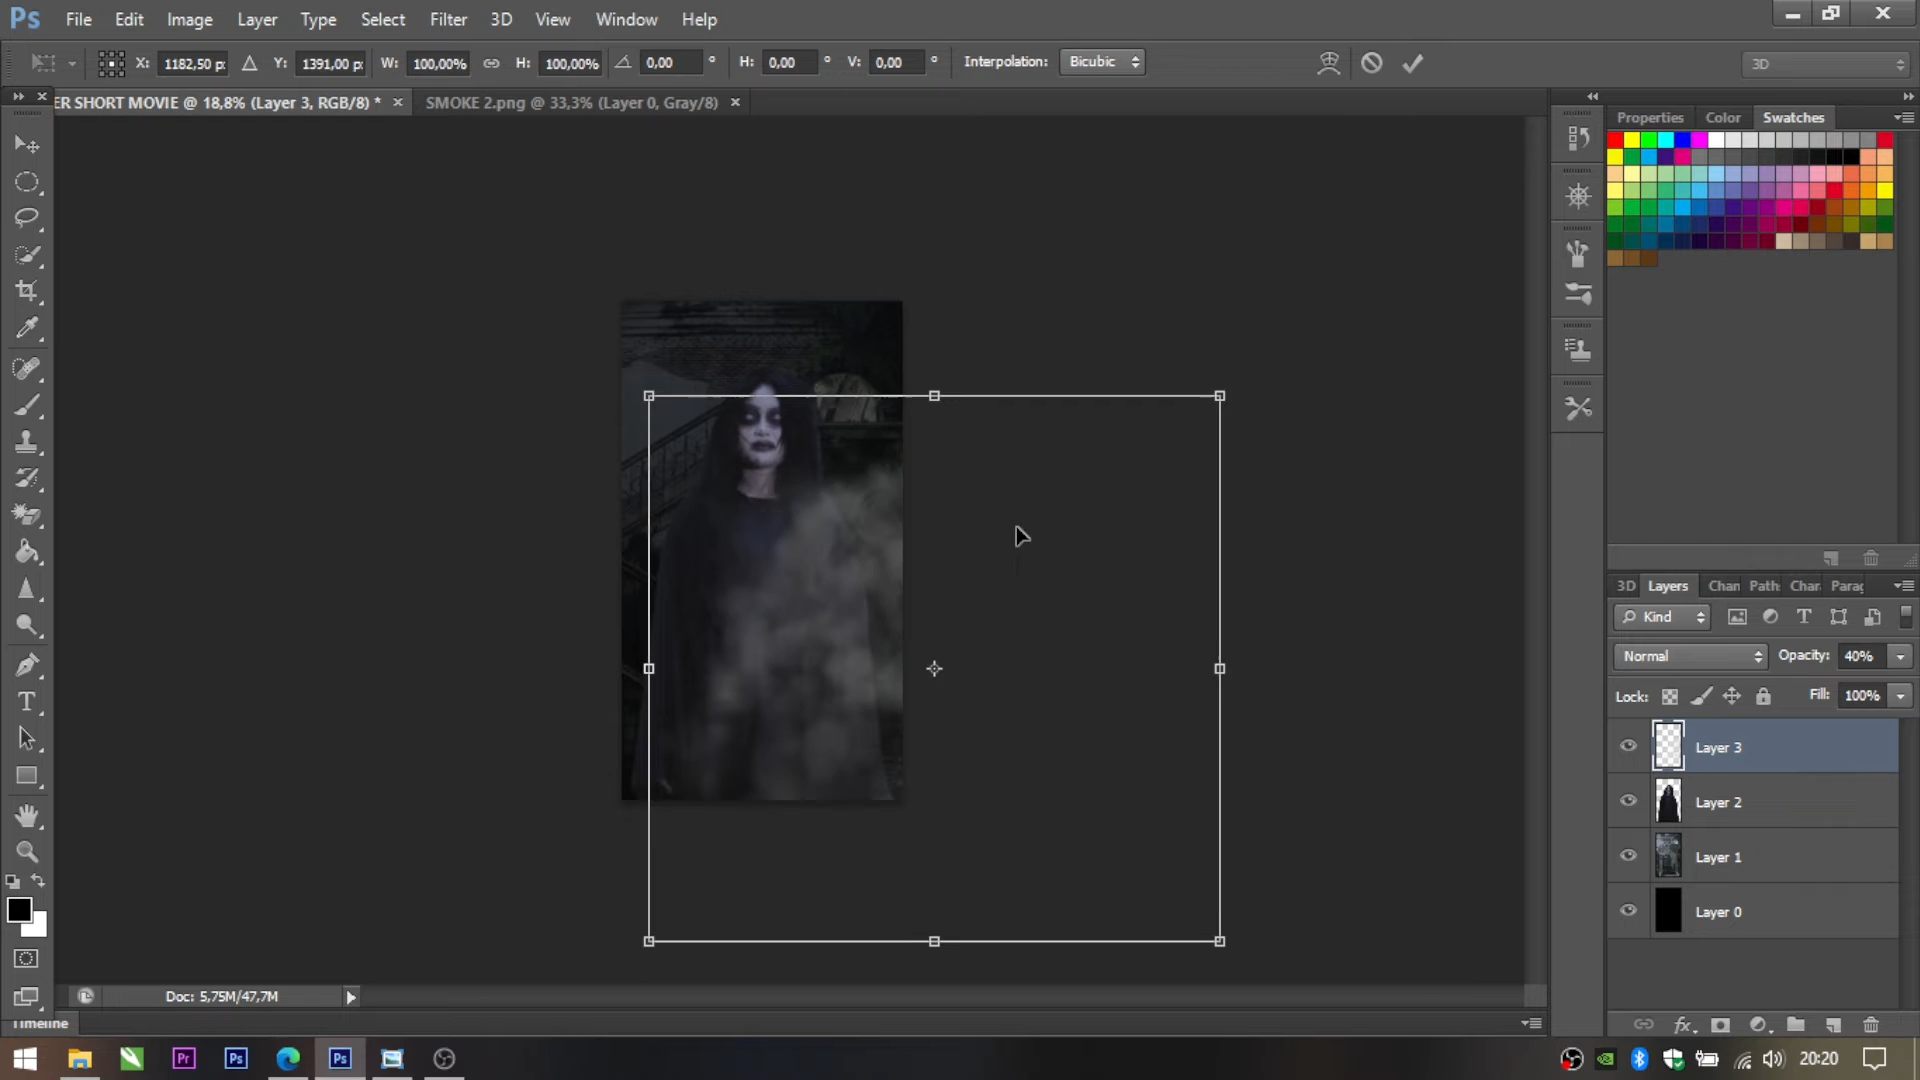 Ps File Edit Image Layer Type Select Filter 3D View Window Help
X: 1182,50 p Y: 1391,00 p W: 100,00% H: 100,00% 0,00 ° H: 0,00 ° V: 0,00 ° Interpolation: Bicubic 3D
ER SHORT MOVIE @ 18,8% (Layer 3, RGB/8) * × SMOKE 2.png @ 33,3% (Layer 0, Gray/8) ×
Properties Color Swatches
3D Layers Chan Path Char Parag
Kind
Normal Opacity: 40%
Lock: Fill: 100%
Layer 3
Layer 2
Layer 1
Layer 0
Doc: 5,75M/47,7M
Timeline
fx
Pr Ps Ps 20:20